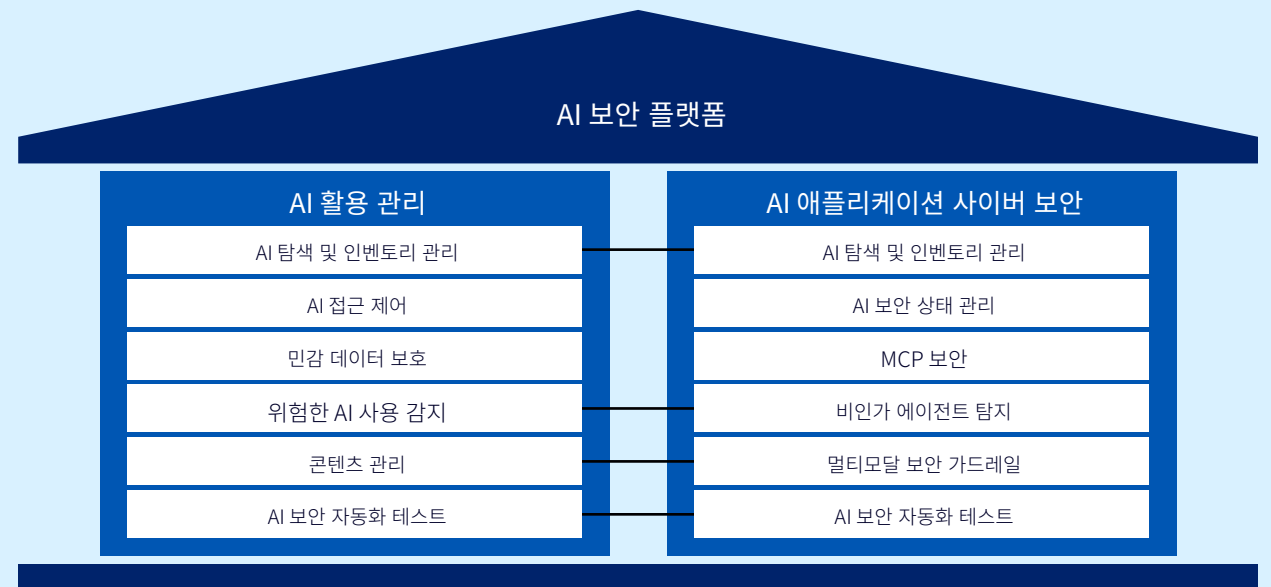 AI 보안 플랫폼
AI 활용 관리
AI 탐색 및 인벤토리 관리
AI 접근 제어
민감 데이터 보호
위험한 AI 사용 감지
콘텐츠 관리
AI 보안 자동화 테스트
AI 애플리케이션 사이버 보안
AI 탐색 및 인벤토리 관리
AI 보안 상태 관리
MCP 보안
비인가 에이전트 탐지
멀티모달 보안 가드레일
AI 보안 자동화 테스트